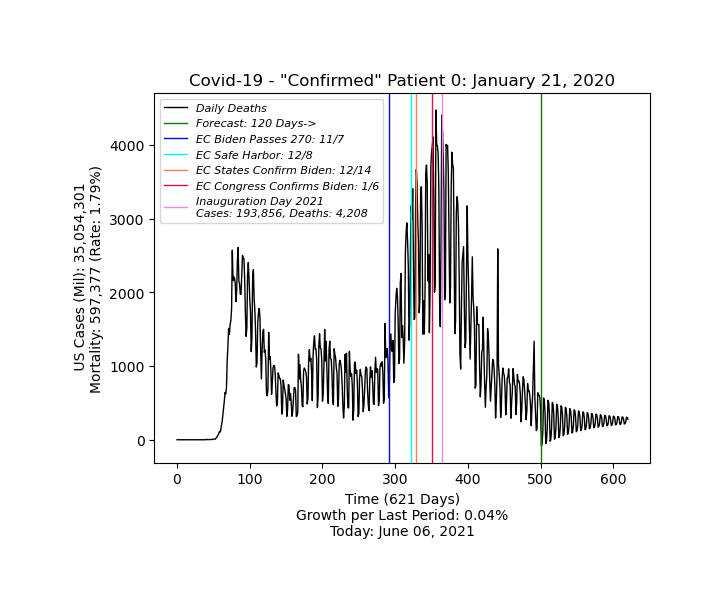 Covid-19 - "Confirmed" Patient 0: January 21, 2020
Daily Deaths
Forecast: 120 Days->
EC Biden Passes 270: 11/7
EC Safe Harbor: 12/8
EC States Confirm Biden: 12/14
EC Congress Confirms Biden: 1/6
Inauguration Day 2021
Cases: 193,856, Deaths: 4,208
US Cases (Mil): 35,054,301
Mortality: 597,377 (Rate: 1.79%)
4000
3000
2000
1000
0
0 100 200 300 400 500 600
Time (621 Days)
Growth per Last Period: 0.04%
Today: June 06, 2021